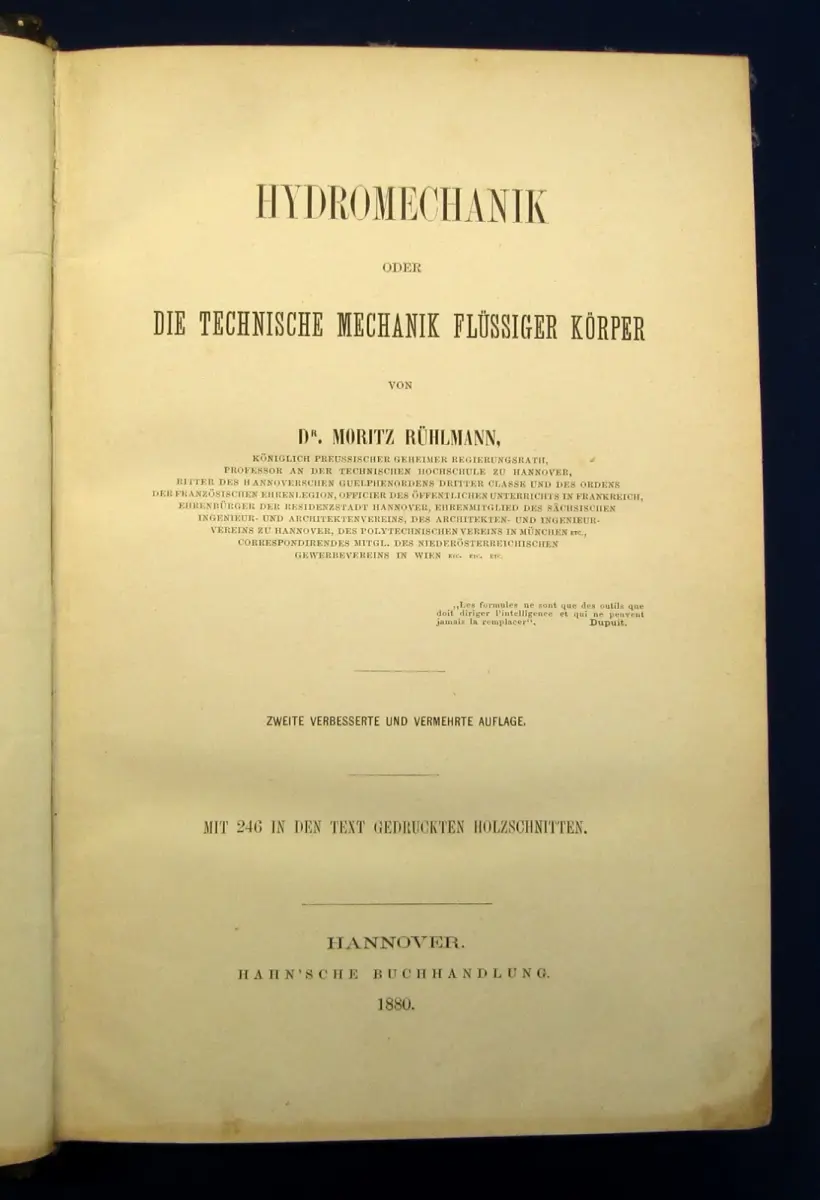 HYDROMECHANIK
ODER
DIE TECHNISCHE MECHANIK FLÜSSIGER KÖRPER
VON
DR. MORITZ RÜHLMANN,
KÖNIGLICH PREUSSISCHER GEHEIMER REGIERUNGSRATH,
PROFESSOR AN DER TECHNISCHEN HOCHSCHULE ZU HANNOVER,
RITTER DES HANNOVERSCHEN GUELPHENORDENS DRITTER CLASSE UND DES ORDENS
DER FRANZÖSISCHEN EHRENLEGION, OFFICIER DES ÖFFENTLICHEN UNTERRICHTS IN FRANKREICH,
EHRENBÜRGER DER RESIDENZSTADT HANNOVER, EHRENMITGLIED DES SÄCHSISCHEN
INGENIEUR- UND ARCHITEKTENVEREINS, DES ARCHITEKTEN- UND INGENIEUR-
VEREINS ZU HANNOVER, DES POLYTECHNISCHEN VEREINS IN MÜNCHEN ETC.,
CORRESPONDIRENDES MITGL. DES NIEDERÖSTERREICHISCHEN
GEWERBEVEREINS IN WIEN ETC. ETC. ETC.
„Les formules ne sont que des outils que
doit diriger l'intelligence et qui ne peuvent
jamais la remplacer“. Dupuit.
ZWEITE VERBESSERTE UND VERMEHRTE AUFLAGE.
MIT 246 IN DEN TEXT GEDRUCKTEN HOLZSCHNITTEN.
HANNOVER.
HAHN'SCHE BUCHHANDLUNG.
1880.